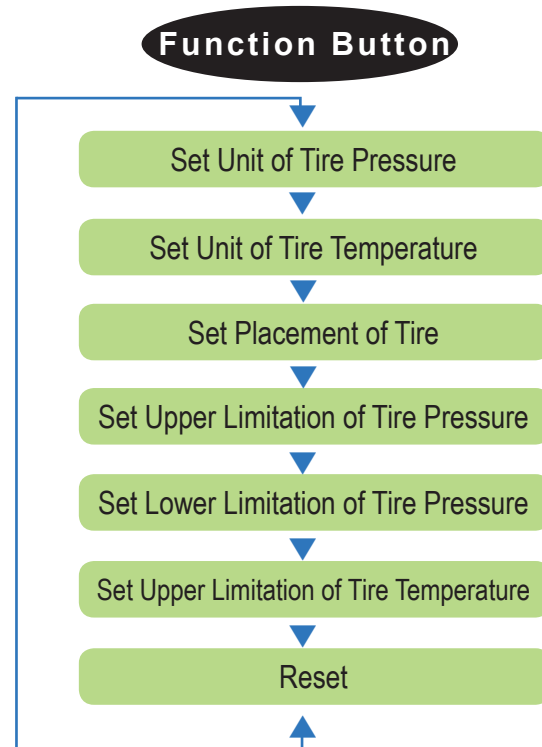 Function Button
Set Unit of Tire Pressure
Set Unit of Tire Temperature
Set Placement of Tire
Set Upper Limitation of Tire Pressure
Set Lower Limitation of Tire Pressure
Set Upper Limitation of Tire Temperature
Reset